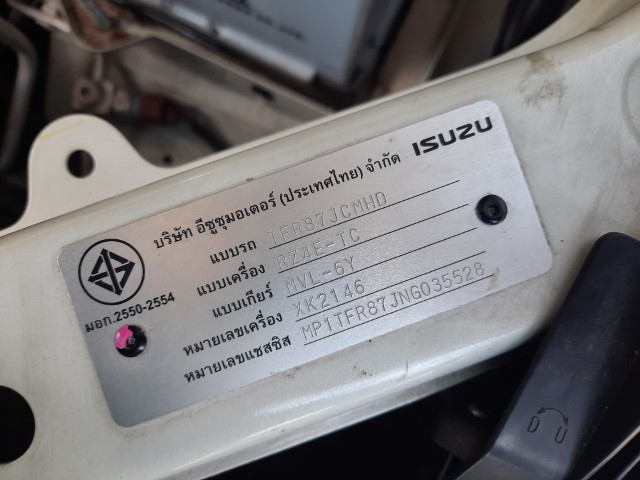 ISUZU
บริษัท อีซูซุมอเตอร์ (ประเทศไทย) จำกัด
แบบรถ TFR87JCMHD
แบบเครื่อง RZ4E-TC
แบบเกียร์ MVL-6Y
หมายเลขเครื่อง XK2146
หมายเลขแชสซิส MP1TFR87JNG035528
มอก.2550-2554
D U